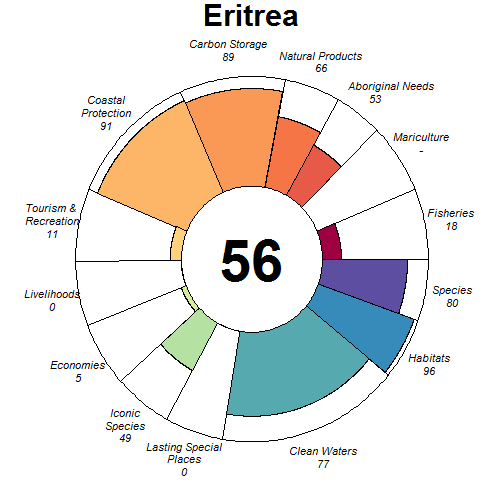 Eritrea
Carbon Storage
89
Natural Products
66
Aboriginal Needs
53
Mariculture
-
Fisheries
18
Species
80
Habitats
96
Clean Waters
77
Lasting Special
Places
0
Iconic
Species
49
Economies
5
Livelihoods
0
Tourism &
Recreation
11
Coastal
Protection
91
56